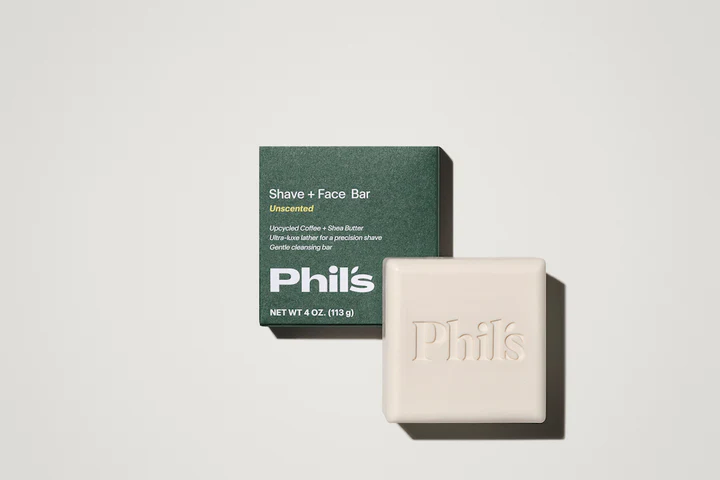 Shave + Face Bar
Unscented
Upcycled Coffee + Shea Butter
Ultra-luxe lather for a precision shave
Gentle cleansing bar
Phil's
NET WT 4 OZ. (113 g)
Phil's